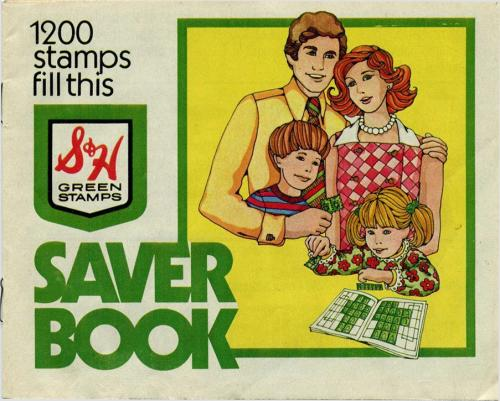 1200
stamps
fill this
S&H
GREEN
STAMPS
SAVER
BOOK